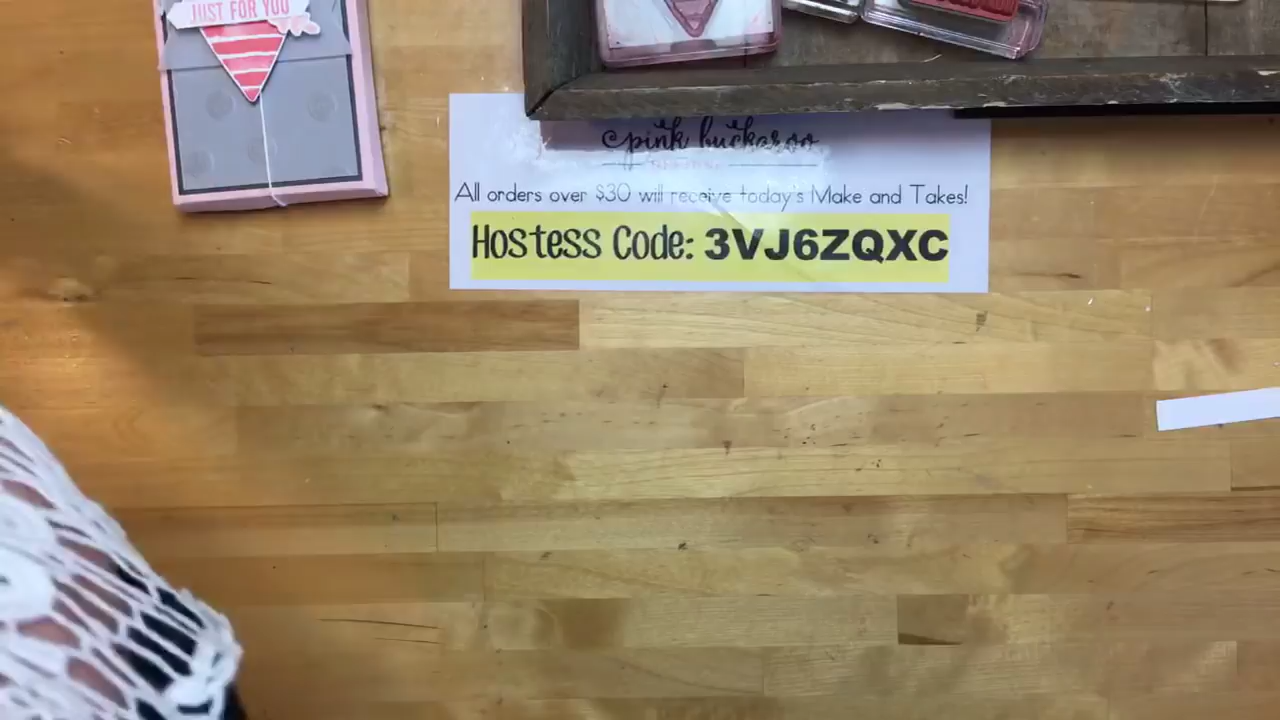 JUST FOR YOU
pink buckaroo
All orders over $30 will receive today's Make and Takes!
Hostess Code: 3VJ6ZQXC